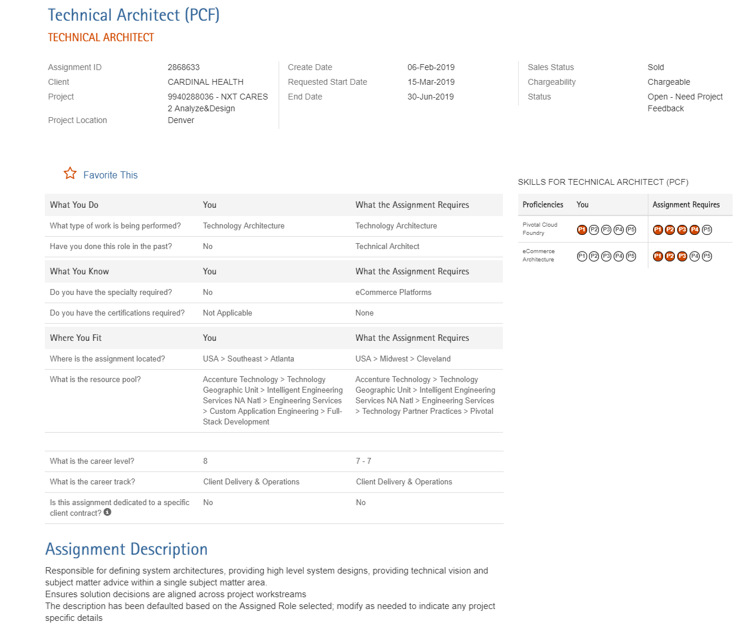 Technical Architect (PCF)
TECHNICAL ARCHITECT
Assignment ID 2868633 Create Date 06-Feb-2019 Sales Status Sold
Client CARDINAL HEALTH Requested Start Date 15-Mar-2019 Chargeability Chargeable
Project 9940288036 - NXT CARES End Date 30-Jun-2019 Status Open - Need Project
2 Analyze&Design Feedback
Project Location Denver
Favorite This
SKILLS FOR TECHNICAL ARCHITECT (PCF)
What You Do You What the Assignment Requires
What type of work is being performed? Technology Architecture Technology Architecture
Have you done this role in the past? No Technical Architect
What You Know You What the Assignment Requires
Do you have the specialty required? No eCommerce Platforms
Do you have the certifications required? Not Applicable None
Where You Fit You What the Assignment Requires
Where is the assignment located? USA > Southeast > Atlanta USA > Midwest > Cleveland
What is the resource pool? Accenture Technology > Technology Accenture Technology > Technology
Geographic Unit > Intelligent Engineering Geographic Unit > Intelligent Engineering
Services NA Natl > Engineering Services Services NA Natl > Engineering Services
> Custom Application Engineering > Full- > Technology Partner Practices > Pivotal
Stack Development
What is the career level? 8 7 - 7
What is the career track? Client Delivery & Operations Client Delivery & Operations
Is this assignment dedicated to a specific No No
client contract?
Proficiencies You Assignment Requires
Pivotal Cloud P1 P2 P3 P4 P5 P1 P2 P3 P4 P5
Foundry
eCommerce P1 P2 P3 P4 P5 P1 P2 P3 P4 P5
Architecture
Assignment Description
Responsible for defining system architectures, providing high level system designs, providing technical vision and
subject matter advice within a single subject matter area.
Ensures solution decisions are aligned across project workstreams
The description has been defaulted based on the Assigned Role selected; modify as needed to indicate any project
specific details